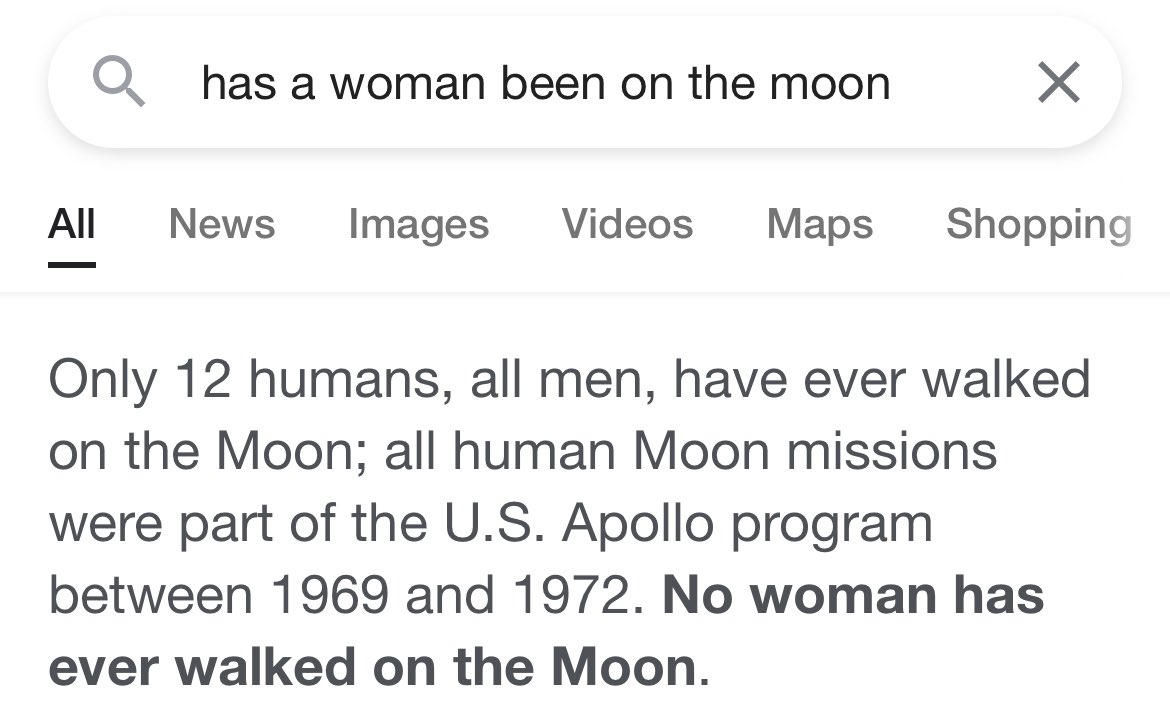 has a woman been on the moon
All News Images Videos Maps Shopping
Only 12 humans, all men, have ever walked
on the Moon; all human Moon missions
were part of the U.S. Apollo program
between 1969 and 1972. No woman has
ever walked on the Moon.